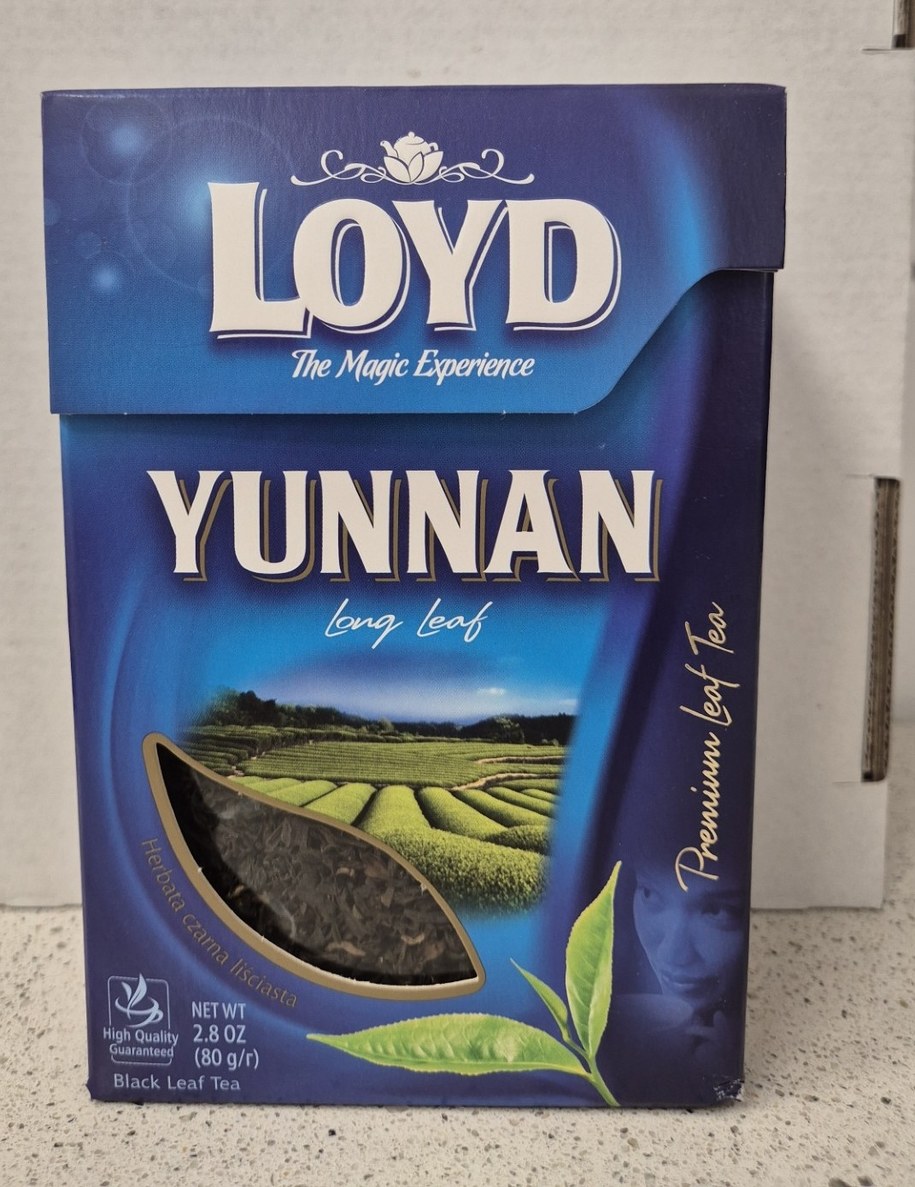 LOYD
The Magic Experience
YUNNAN
Long Leaf
Premium Leaf Tea
Herbata czarna liściasta
High Quality
Guaranteed
NET WT
2.8 OZ
(80 g/r)
Black Leaf Tea